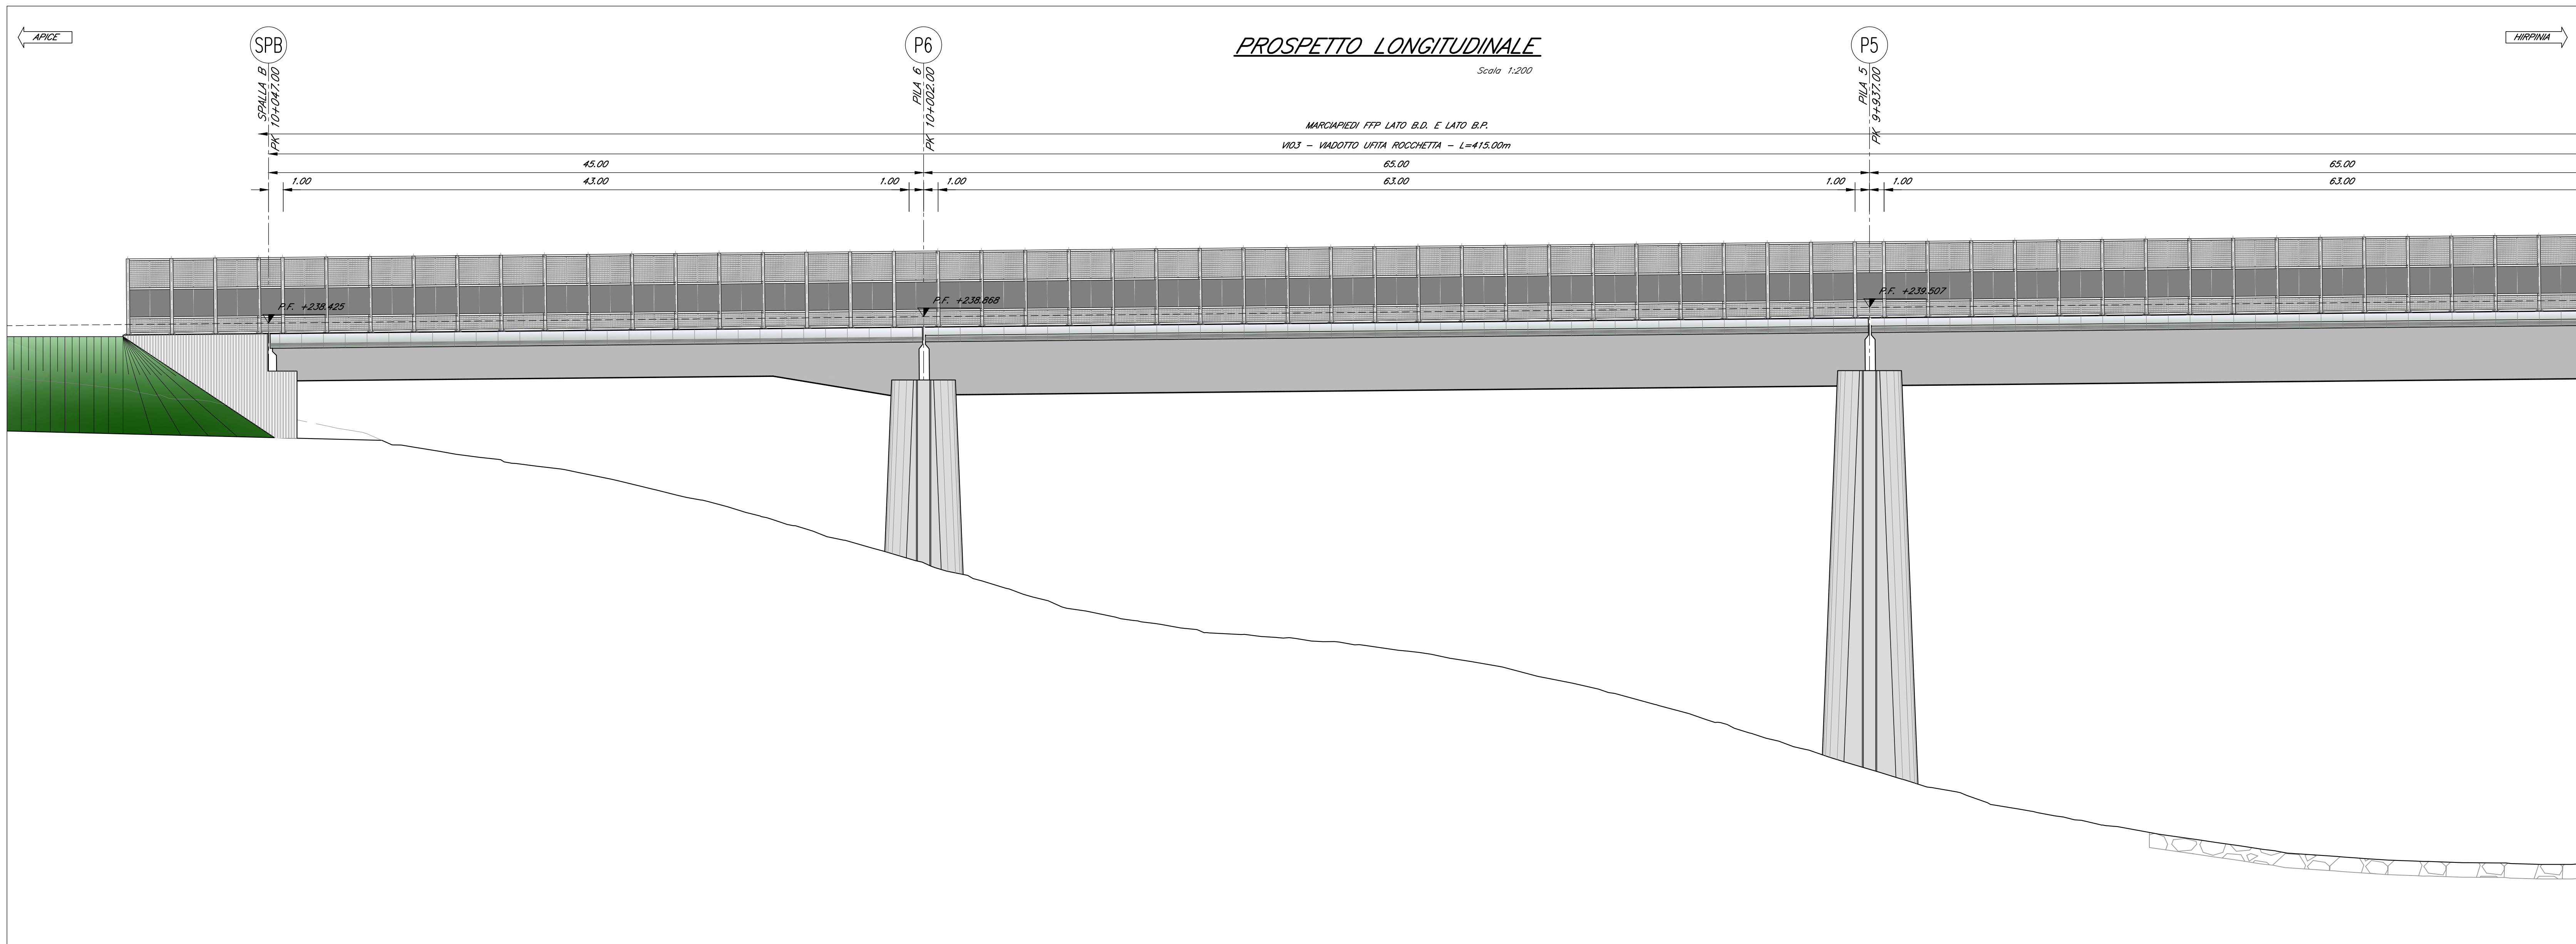 APICE
SPB
P6
PROSPETTO LONGITUDINALE
P5
HIRPINIA
Scala 1:200
SPALLA B
PK 10+047.00
PILA 6
PK 10+002.00
PILA 5
PK 9+937.00
MARCIAPIEDI FFP LATO B.D. E LATO B.P.
VI03 - VIADOTTO UFITA ROCCHETTA - L=415.00m
45.00
65.00
65.00
1.00
43.00
1.00
1.00
63.00
1.00
1.00
63.00
P.F. +238.425
P.F. +238.868
P.F. +239.507